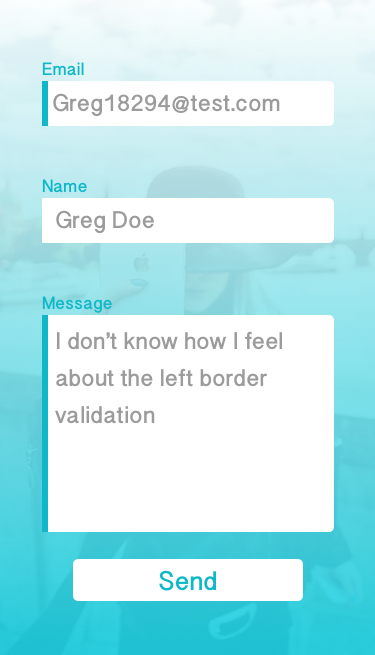 Email
Greg18294@test.com
Name
Greg Doe
Message
I don't know how I feel
about the left border
validation
Send